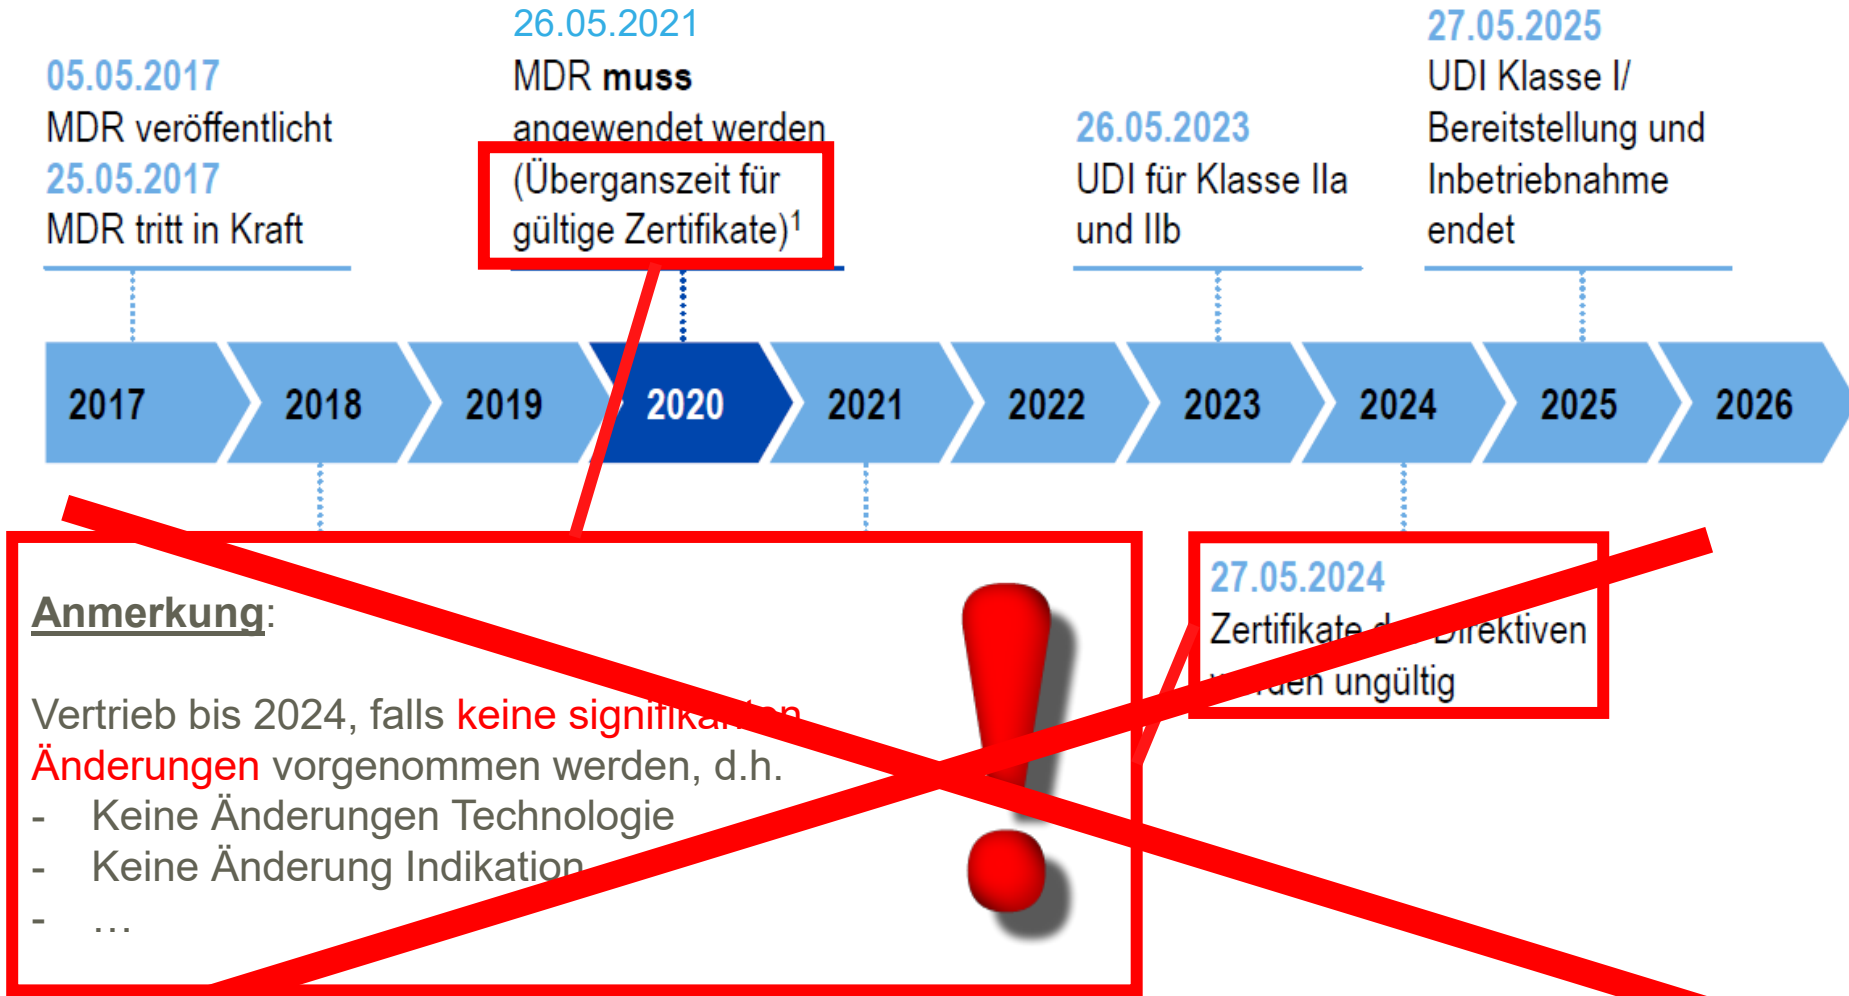 05.05.2017
MDR veröffentlicht
25.05.2017
MDR tritt in Kraft
26.05.2021
MDR muss
angewendet werden
(Überganszeit für
gültige Zertifikate)¹
26.05.2023
UDI für Klasse IIa
und IIb
27.05.2025
UDI Klasse I/
Bereitstellung und
Inbetriebnahme
endet
2017 2018 2019 2020 2021 2022 2023 2024 2025 2026
Anmerkung:
Vertrieb bis 2024, falls keine signifikanten
Änderungen vorgenommen werden, d.h.
- Keine Änderungen Technologie
- Keine Änderung Indikation
- …
27.05.2024
Zertifikate der Direktiven
werden ungültig